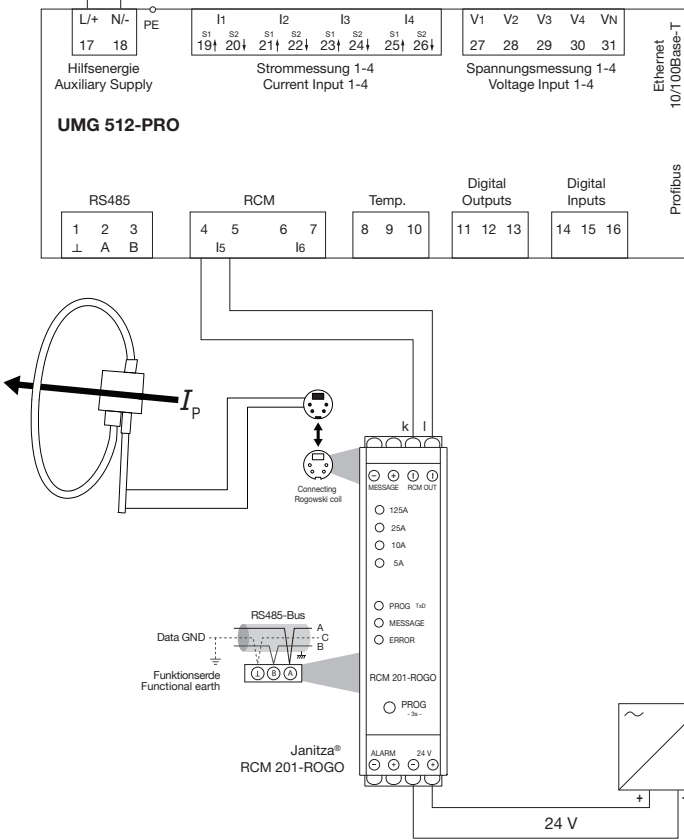 L/+ N/-
PE
17 18
I1 I2 I3 I4
S1 S2 S1 S2 S1 S2 S1 S2
19 20 21 22 23 24 25 26
V1 V2 V3 V4 VN
27 28 29 30 31
Hilfsenergie
Auxiliary Supply
Strommessung 1-4
Current Input 1-4
Spannungsmessung 1-4
Voltage Input 1-4
Ethernet
10/100Base-T
UMG 512-PRO
Profibus
RS485
RCM
Temp.
Digital
Outputs
Digital
Inputs
1 2 3
⊥ A B
4 5 6 7
I5 I6
8 9 10
11 12 13
14 15 16
IP
k l
Connecting
Rogowski coil
- + I I
MESSAGE RCM OUT
125A
25A
10A
5A
PROG TxD
MESSAGE
ERROR
RCM 201-ROGO
PROG
- 3s -
RS485-Bus
A
C
B
Data GND
⊥ B A
Funktionserde
Functional earth
Janitza®
RCM 201-ROGO
ALARM 24 V
- + - +
~
+ -
24 V